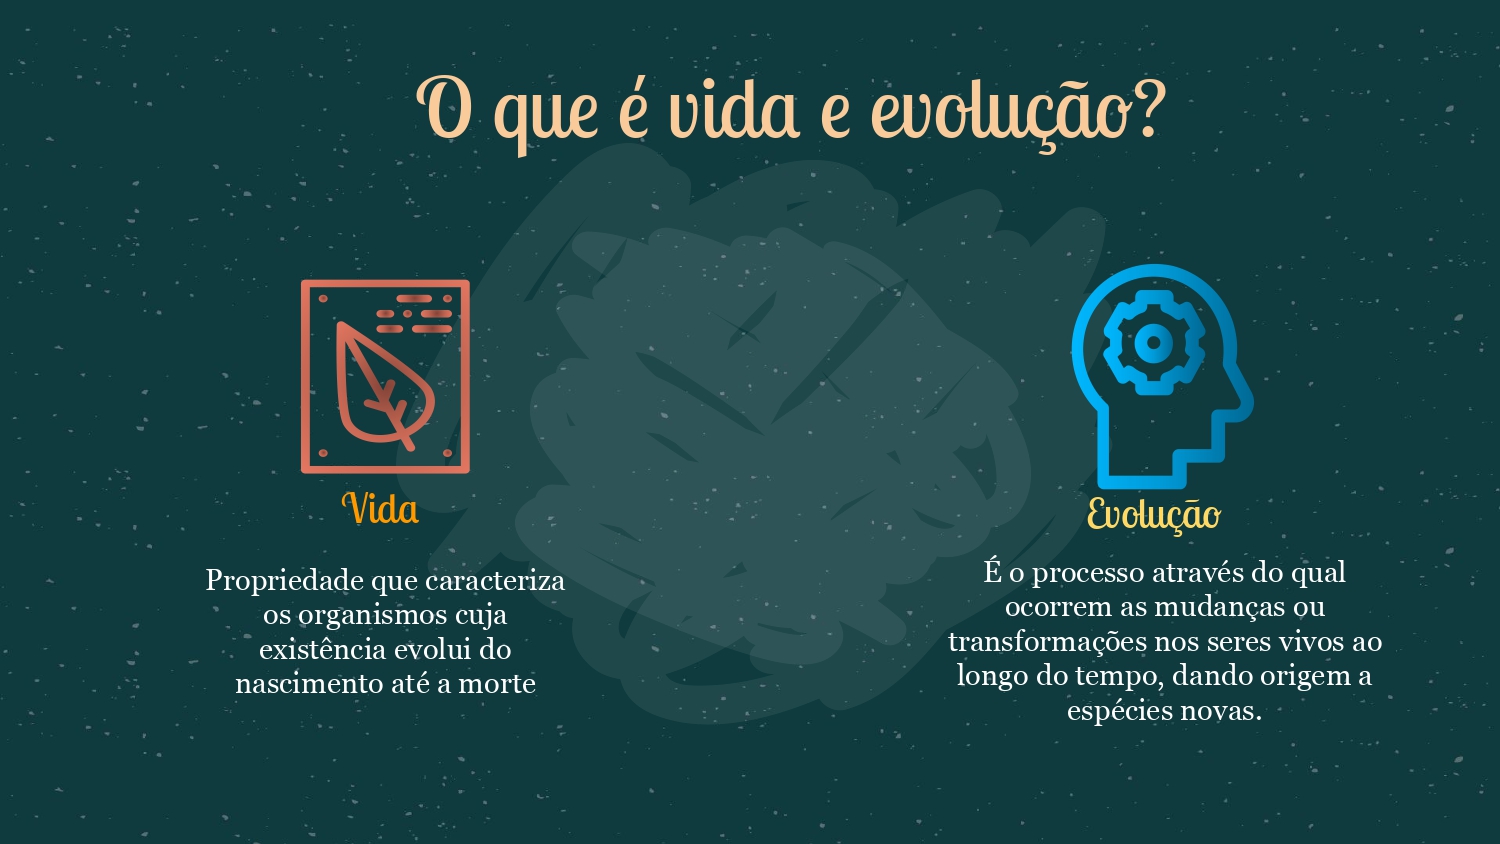 O que é vida e evolução?
Vida
Propriedade que caracteriza
os organismos cuja
existência evolui do
nascimento até a morte
Evolução
É o processo através do qual
ocorrem as mudanças ou
transformações nos seres vivos ao
longo do tempo, dando origem a
espécies novas.